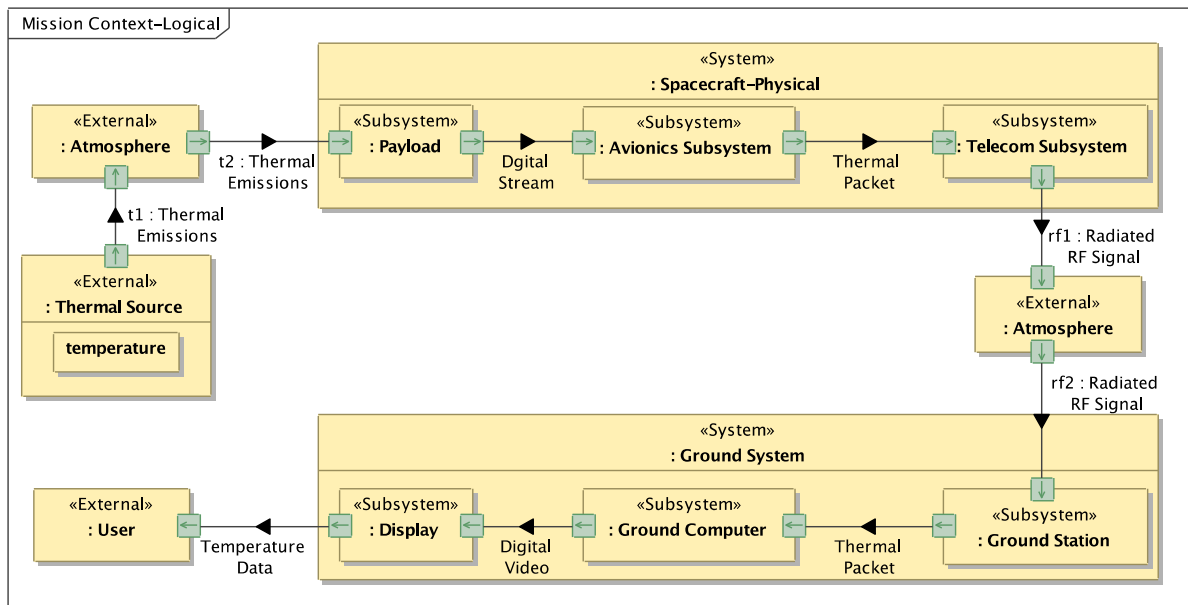 Mission Context-Logical
«System»
: Spacecraft-Physical
«External»
: Atmosphere
t2 : Thermal
Emissions
«Subsystem»
: Payload
Dgital
Stream
«Subsystem»
: Avionics Subsystem
Thermal
Packet
«Subsystem»
: Telecom Subsystem
t1 : Thermal
Emissions
rf1 : Radiated
RF Signal
«External»
: Thermal Source
temperature
«External»
: Atmosphere
rf2 : Radiated
RF Signal
«System»
: Ground System
«External»
: User
Temperature
Data
«Subsystem»
: Display
Digital
Video
«Subsystem»
: Ground Computer
Thermal
Packet
«Subsystem»
: Ground Station